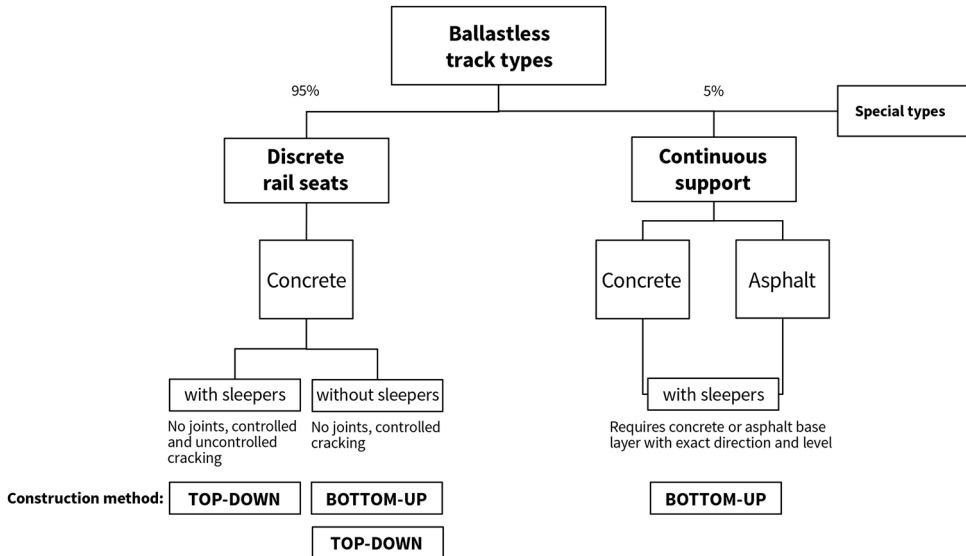 Ballastless
track types
95%
5%
Special types
Discrete
rail seats
Continuous
support
Concrete
Concrete
Asphalt
with sleepers
without sleepers
with sleepers
No joints, controlled
and uncontrolled
cracking
No joints, controlled
cracking
Requires concrete or asphalt base
layer with exact direction and level
Construction method:
TOP-DOWN
BOTTOM-UP
BOTTOM-UP
TOP-DOWN